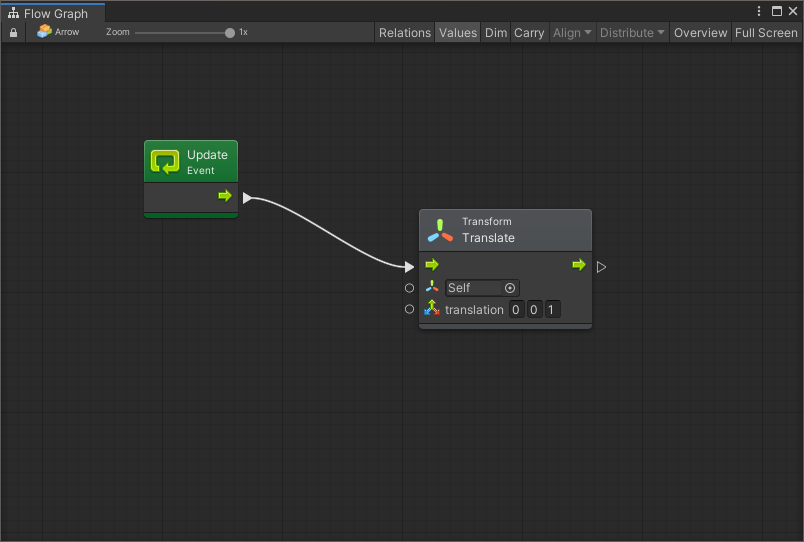 Flow Graph
Arrow Zoom 1x Relations Values Dim Carry Align Distribute Overview Full Screen
Update
Event
Transform
Translate
Self
translation 0 0 1